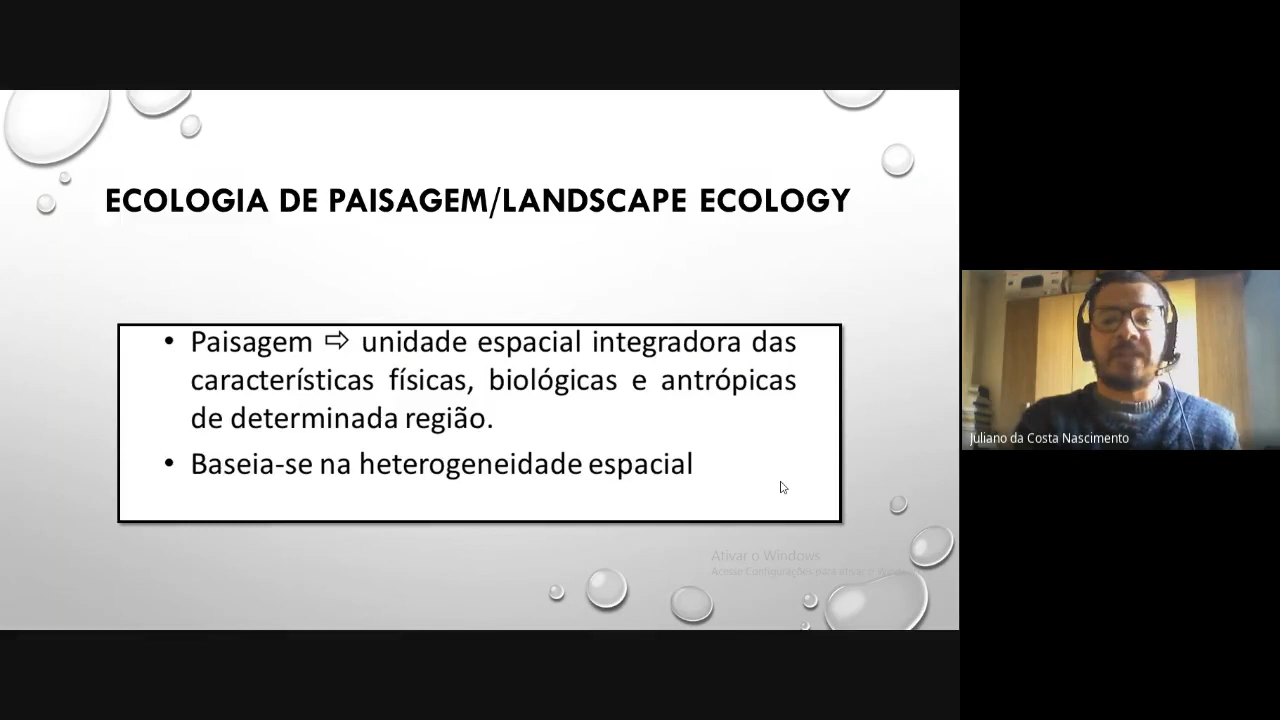 ECOLOGIA DE PAISAGEM/LANDSCAPE ECOLOGY
• Paisagem ⇨ unidade espacial integradora das
características físicas, biológicas e antrópicas
de determinada região.
• Baseia-se na heterogeneidade espacial
Juliano da Costa Nascimento
Ativar o Windows
Acesse Configurações para ativar o